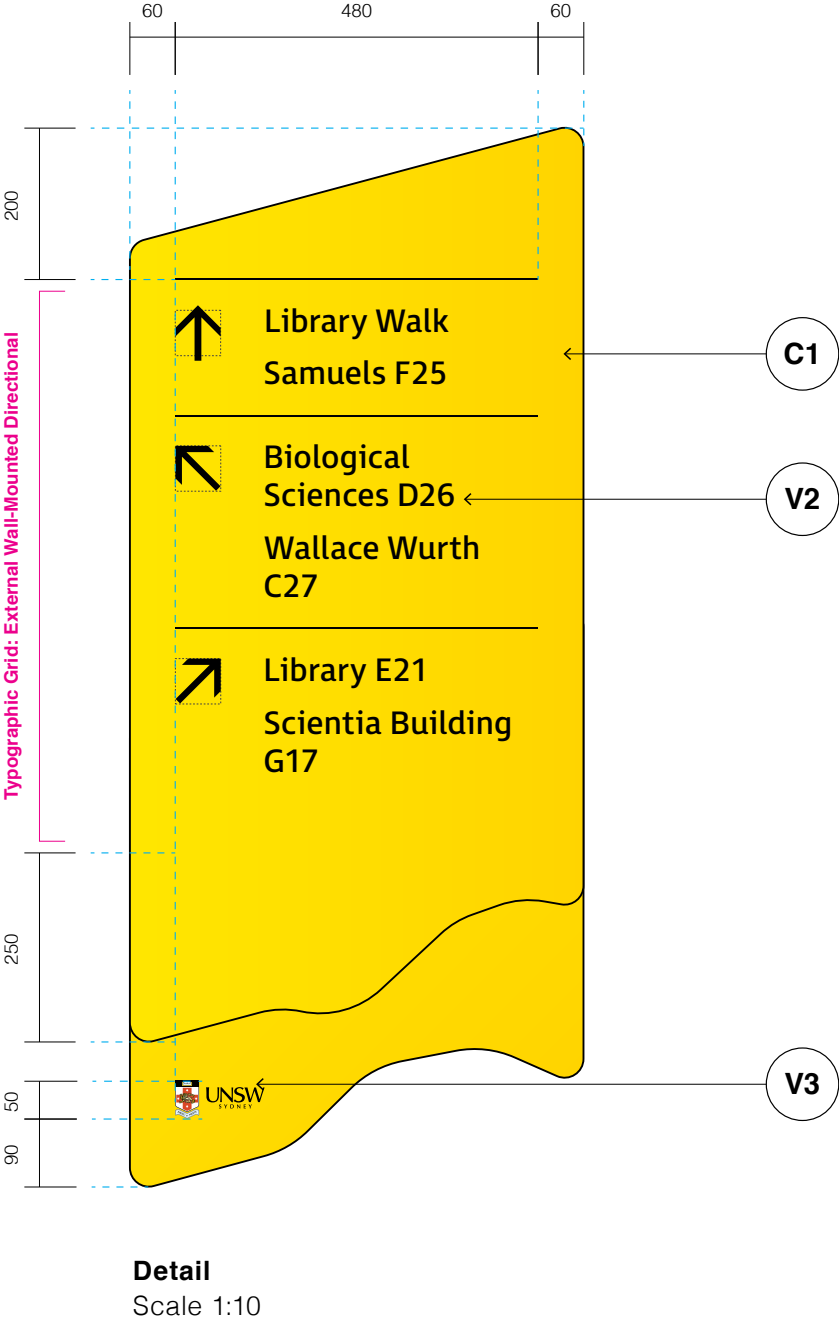 60 480 60
200
Typographic Grid: External Wall-Mounted Directional
Library Walk
Samuels F25
C1
Biological
Sciences D26
V2
Wallace Wurth
C27
Library E21
Scientia Building
G17
250
50
90
UNSW
SYDNEY
V3
Detail
Scale 1:10